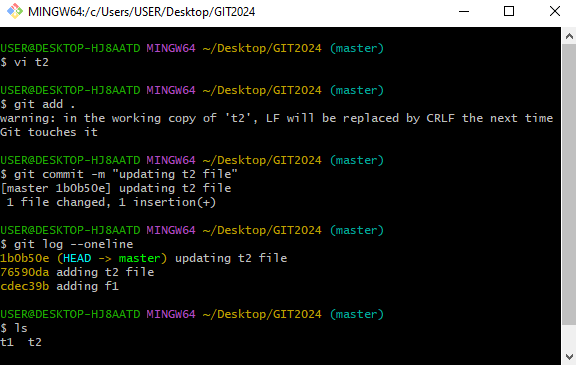 MINGW64:/c/Users/USER/Desktop/GIT2024
USER@DESKTOP-HJ8AATD MINGW64 ~/Desktop/GIT2024 (master)
$ vi t2
USER@DESKTOP-HJ8AATD MINGW64 ~/Desktop/GIT2024 (master)
$ git add .
warning: in the working copy of 't2', LF will be replaced by CRLF the next time
Git touches it
USER@DESKTOP-HJ8AATD MINGW64 ~/Desktop/GIT2024 (master)
$ git commit -m "updating t2 file"
[master 1b0b50e] updating t2 file
 1 file changed, 1 insertion(+)
USER@DESKTOP-HJ8AATD MINGW64 ~/Desktop/GIT2024 (master)
$ git log --oneline
1b0b50e (HEAD -> master) updating t2 file
76590da adding t2 file
cdec39b adding f1
USER@DESKTOP-HJ8AATD MINGW64 ~/Desktop/GIT2024 (master)
$ ls
t1  t2